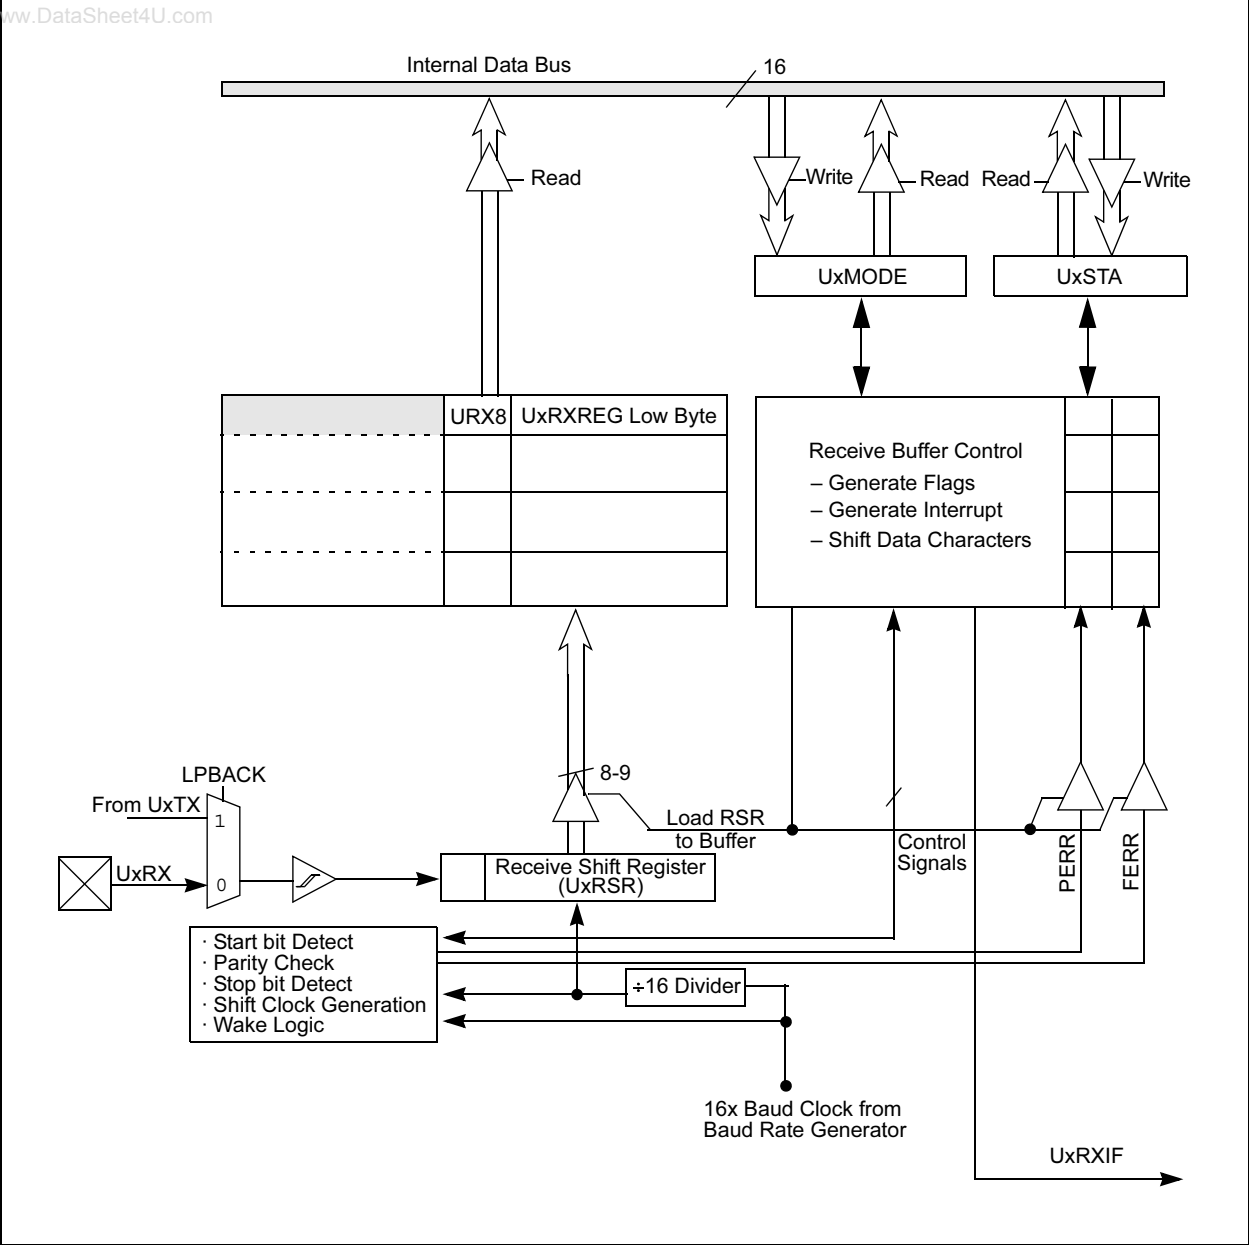 ww.DataSheet4U.com
Internal Data Bus
16
Read
Write
Read
Read
Write
UxMODE
UxSTA
URX8
UxRXREG Low Byte
Receive Buffer Control
– Generate Flags
– Generate Interrupt
– Shift Data Characters
8-9
LPBACK
From UxTX
1
Load RSR
to Buffer
Control
Signals
PERR
FERR
UxRX
0
Receive Shift Register
(UxRSR)
· Start bit Detect
· Parity Check
· Stop bit Detect
· Shift Clock Generation
· Wake Logic
÷16 Divider
16x Baud Clock from
Baud Rate Generator
UxRXIF